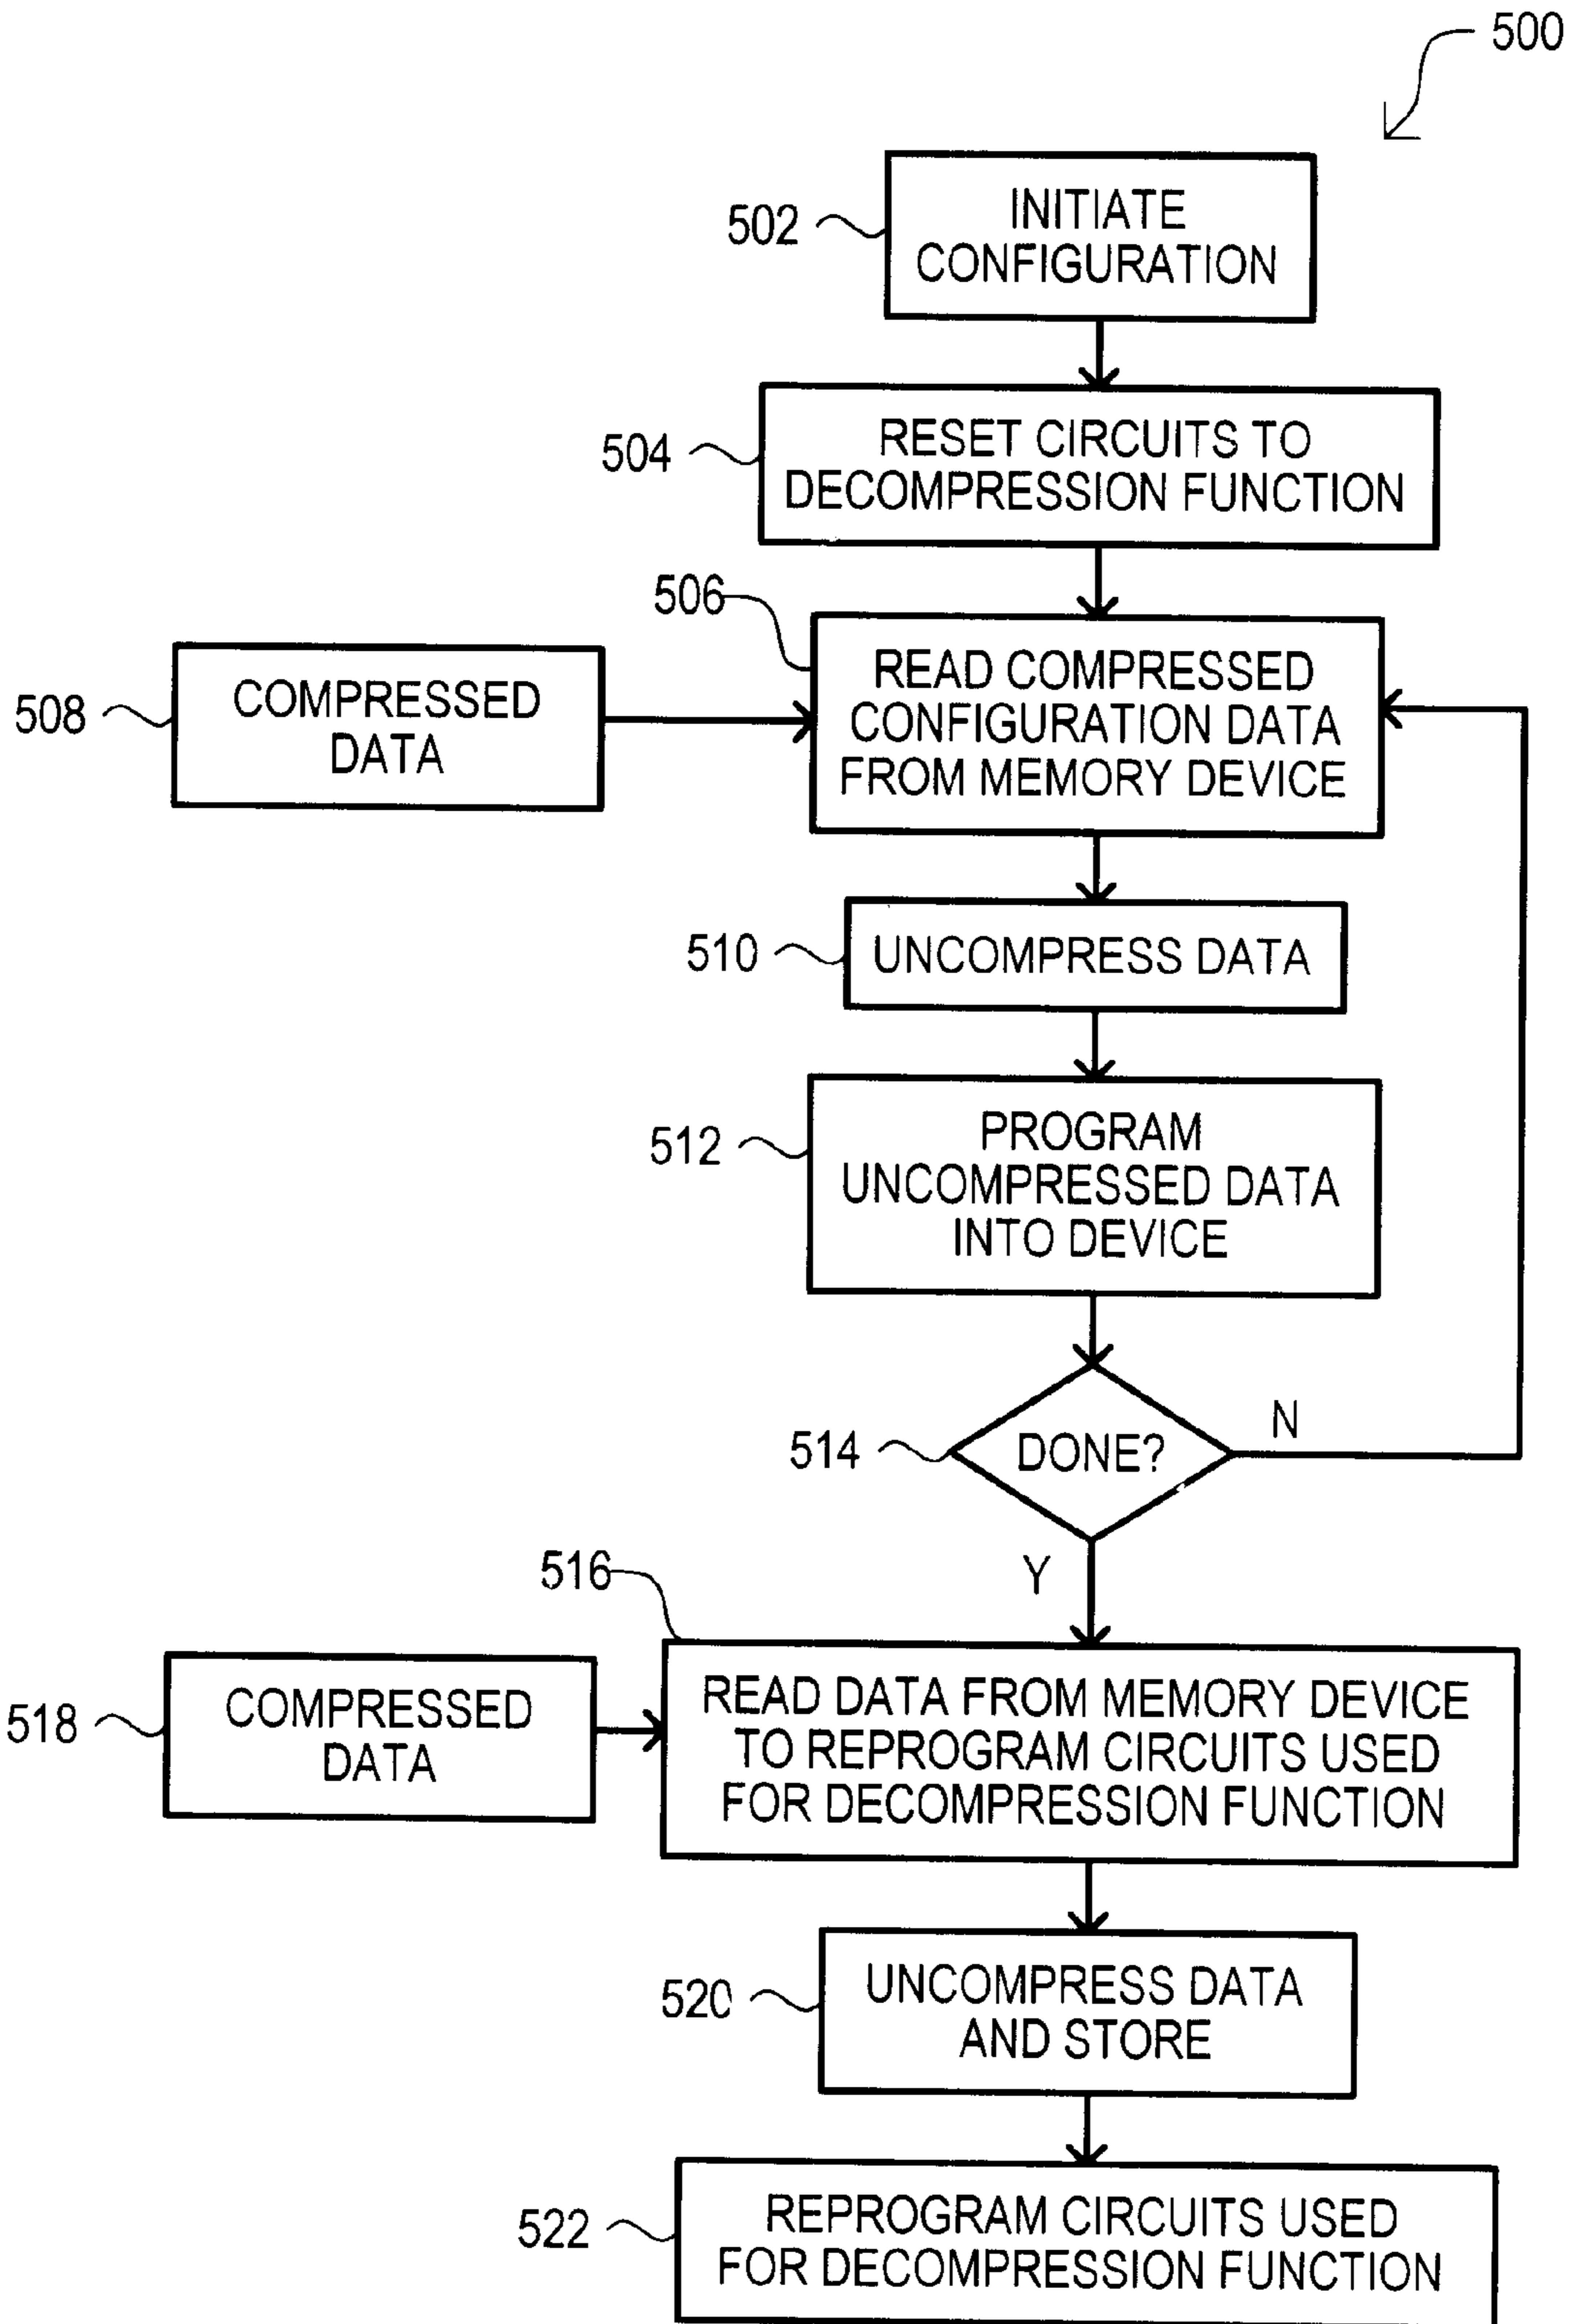 500
502
INITIATE
CONFIGURATION
504
RESET CIRCUITS TO
DECOMPRESSION FUNCTION
506
508
COMPRESSED
DATA
READ COMPRESSED
CONFIGURATION DATA
FROM MEMORY DEVICE
510
UNCOMPRESS DATA
512
PROGRAM
UNCOMPRESSED DATA
INTO DEVICE
514
DONE?
N
Y
516
518
COMPRESSED
DATA
READ DATA FROM MEMORY DEVICE
TO REPROGRAM CIRCUITS USED
FOR DECOMPRESSION FUNCTION
520
UNCOMPRESS DATA
AND STORE
522
REPROGRAM CIRCUITS USED
FOR DECOMPRESSION FUNCTION